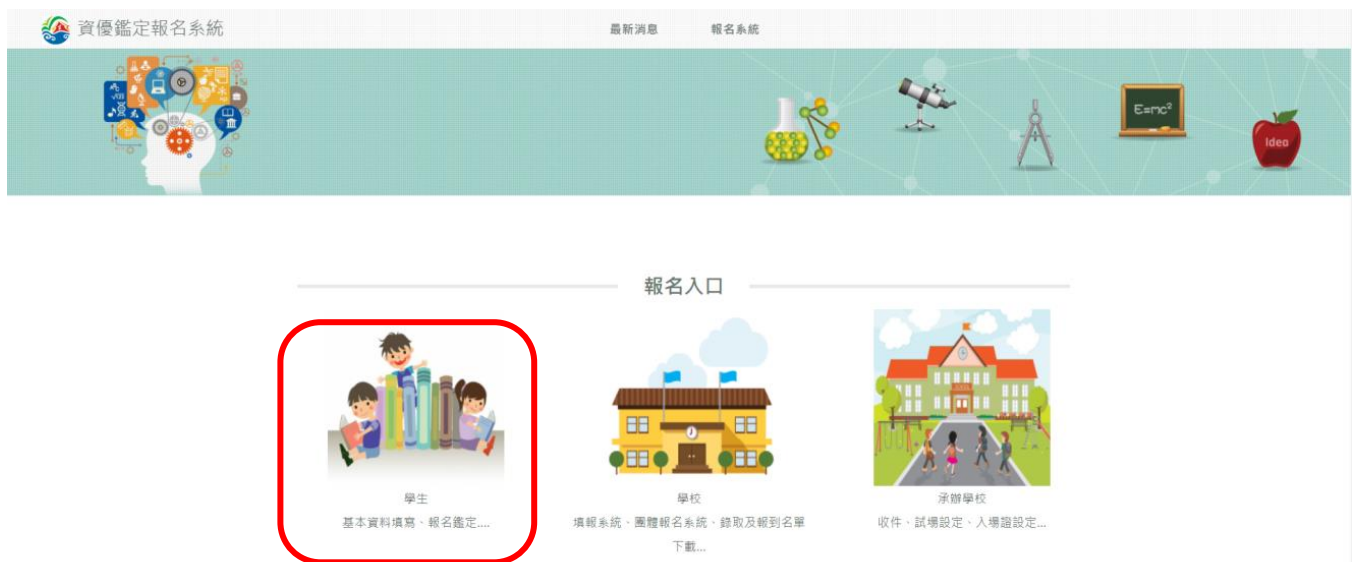 資優鑑定報名系統
最新消息
報名系統
E=mc²
Idea
報名入口
學生
基本資料填寫、報名鑑定....
學校
填報系統、團體報名系統、錄取及報到名單
下載...
承辦學校
收件、試場設定、入場證設定...